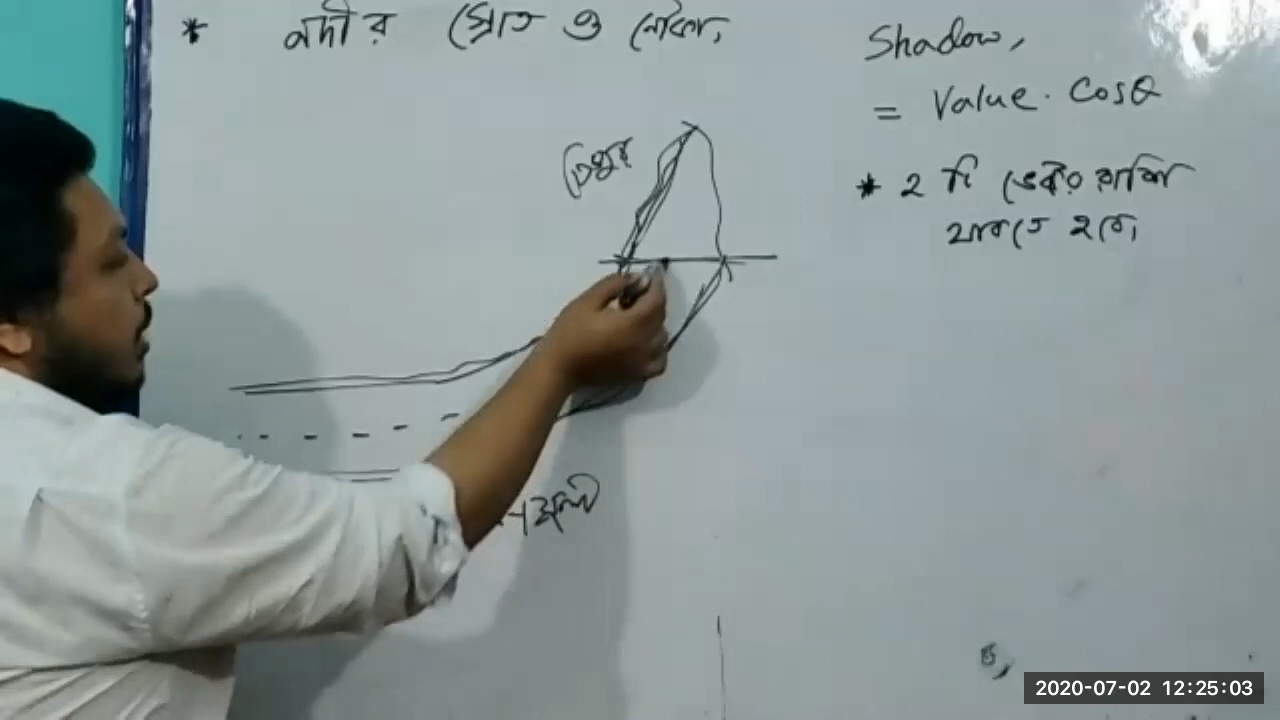 * নদীর স্রোত ও নৌকা,
Shadow,
= Value. Cosθ
* 2 টি ভেক্টর রাশি
থাকতে হবে,
2020-07-02 12:25:03